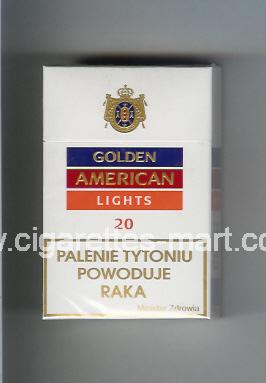 GOLDEN
AMERICAN
LIGHTS
20
www.cigarettes-mart.com
PALENIE TYTONIU
POWODUJE
RAKA
Minister Zdrowia